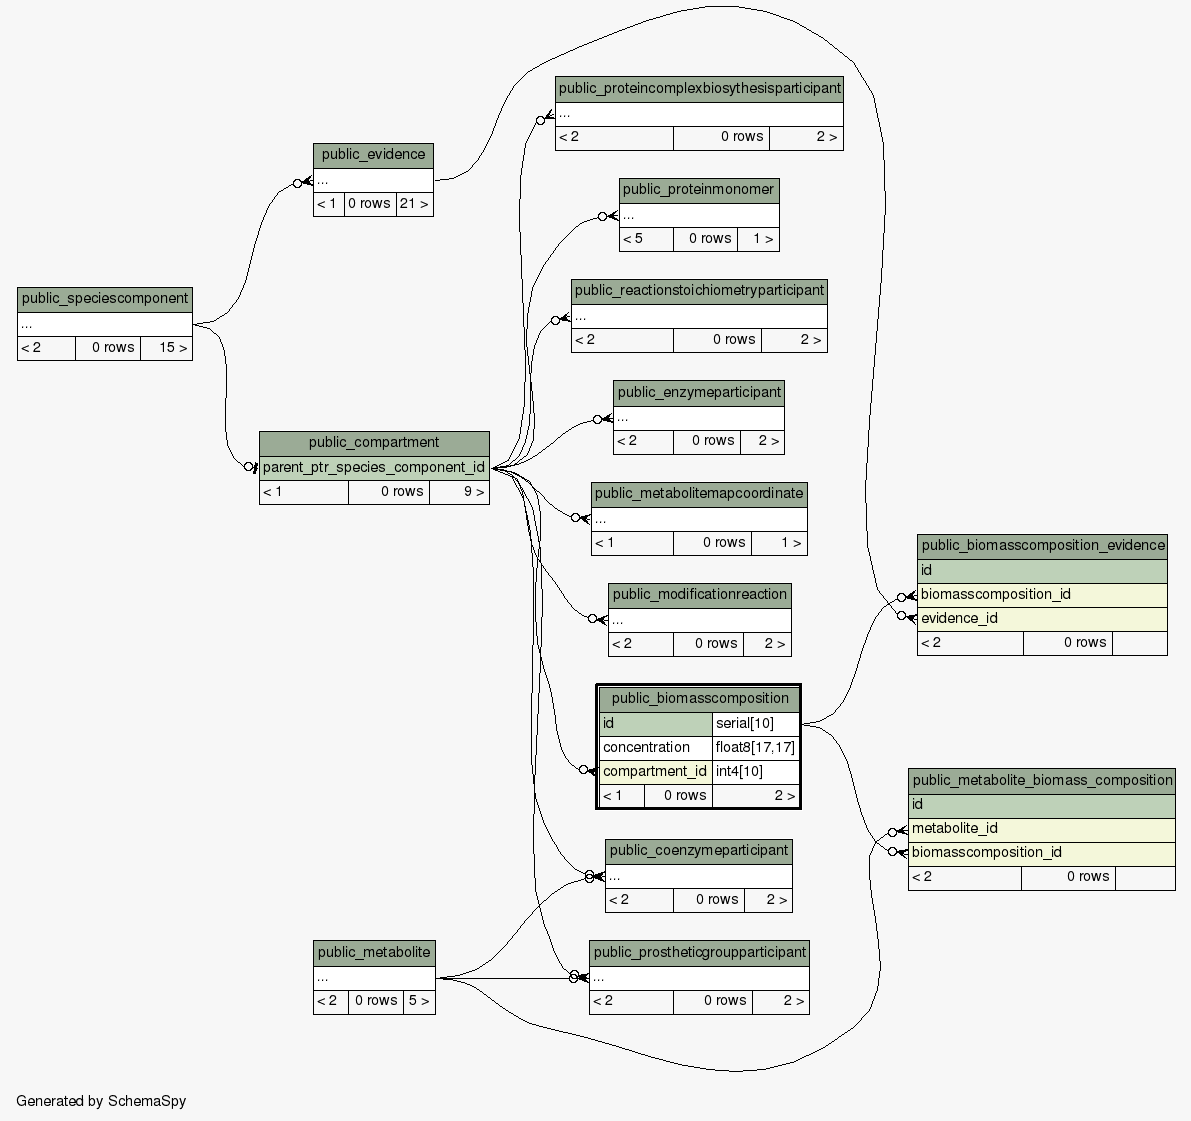 public_proteincomplexbiosythesisparticipant
...
< 2 0 rows 2 >
public_evidence
...
< 1 0 rows 21 >
public_proteinmonomer
...
< 5 0 rows 1 >
public_reactionstoichiometryparticipant
...
< 2 0 rows 2 >
public_speciescomponent
...
< 2 0 rows 15 >
public_enzymeparticipant
...
< 2 0 rows 2 >
public_compartment
parent_ptr_species_component_id
< 1 0 rows 9 >
public_metabolitemapcoordinate
...
< 1 0 rows 1 >
public_biomasscomposition_evidence
id
biomasscomposition_id
evidence_id
< 2 0 rows
public_modificationreaction
...
< 2 0 rows 2 >
public_biomasscomposition
id serial[10]
concentration float8[17,17]
compartment_id int4[10]
< 1 0 rows 2 >
public_metabolite_biomass_composition
id
metabolite_id
biomasscomposition_id
< 2 0 rows
public_coenzymeparticipant
...
< 2 0 rows 2 >
public_metabolite
...
< 2 0 rows 5 >
public_prostheticgroupparticipant
...
< 2 0 rows 2 >
Generated by SchemaSpy